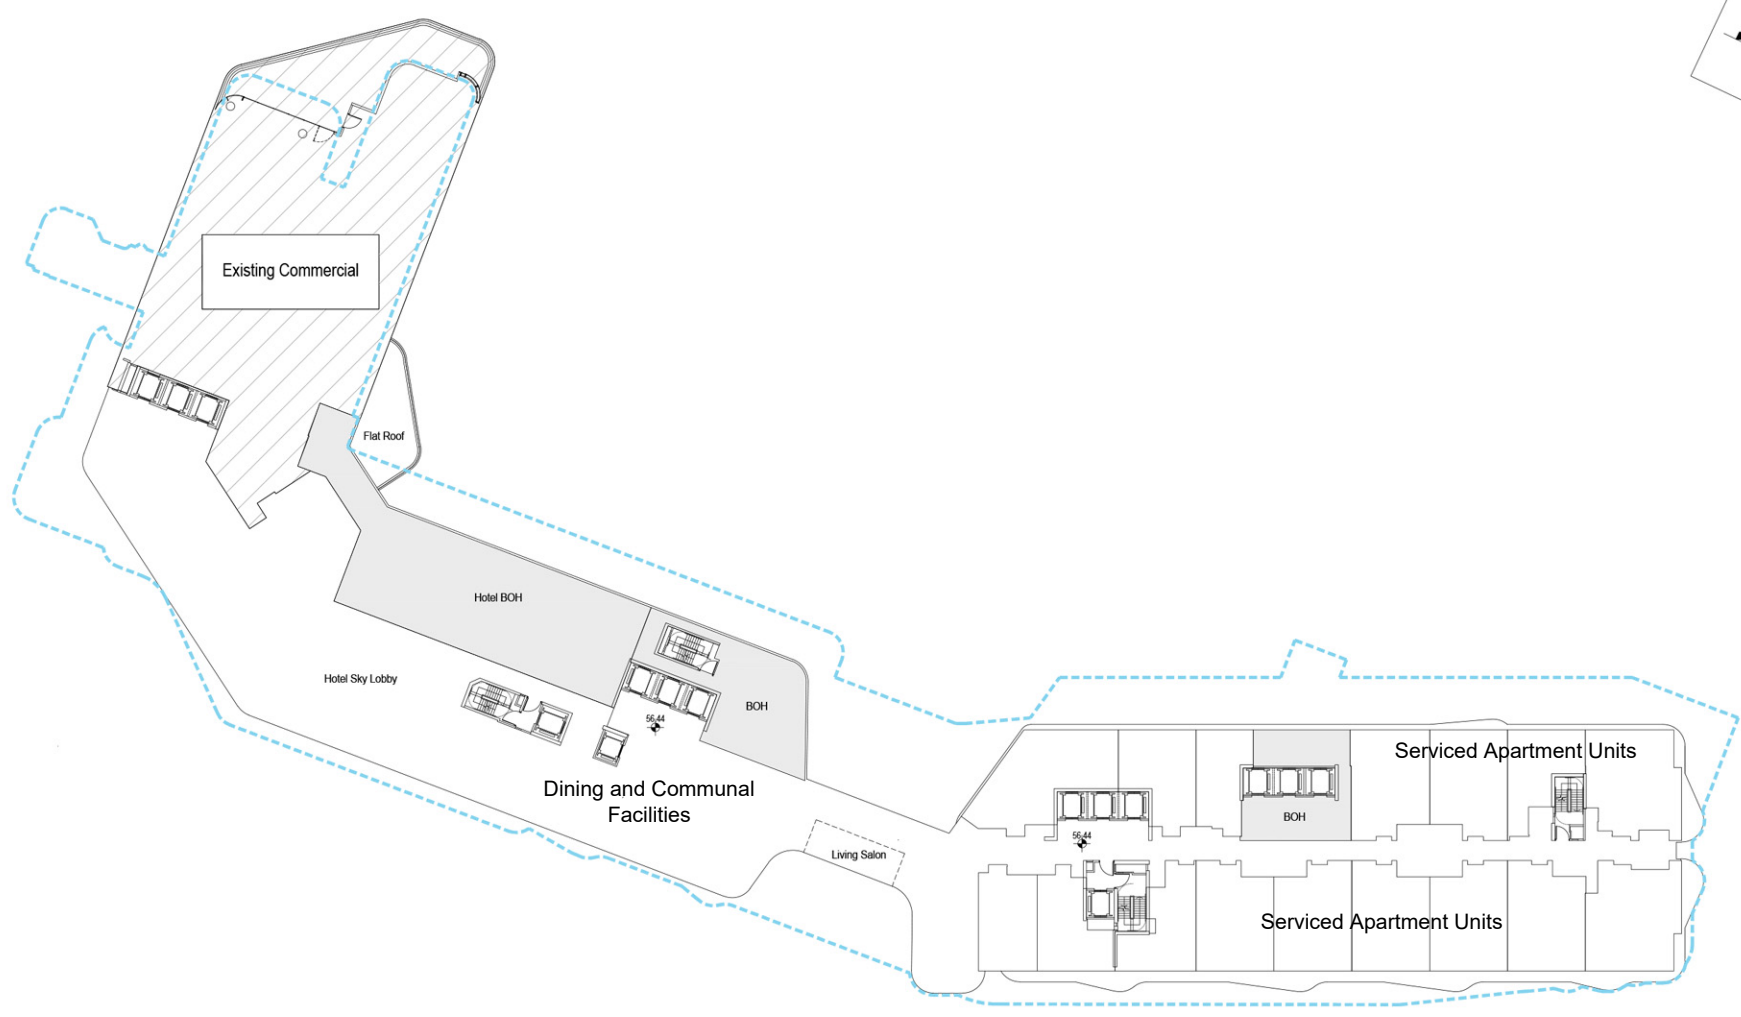 Existing Commercial
Flat Roof
Hotel BOH
Hotel Sky Lobby
BOH
56.44
Dining and Communal
Facilities
Living Salon
Serviced Apartment Units
BOH
56.44
Serviced Apartment Units